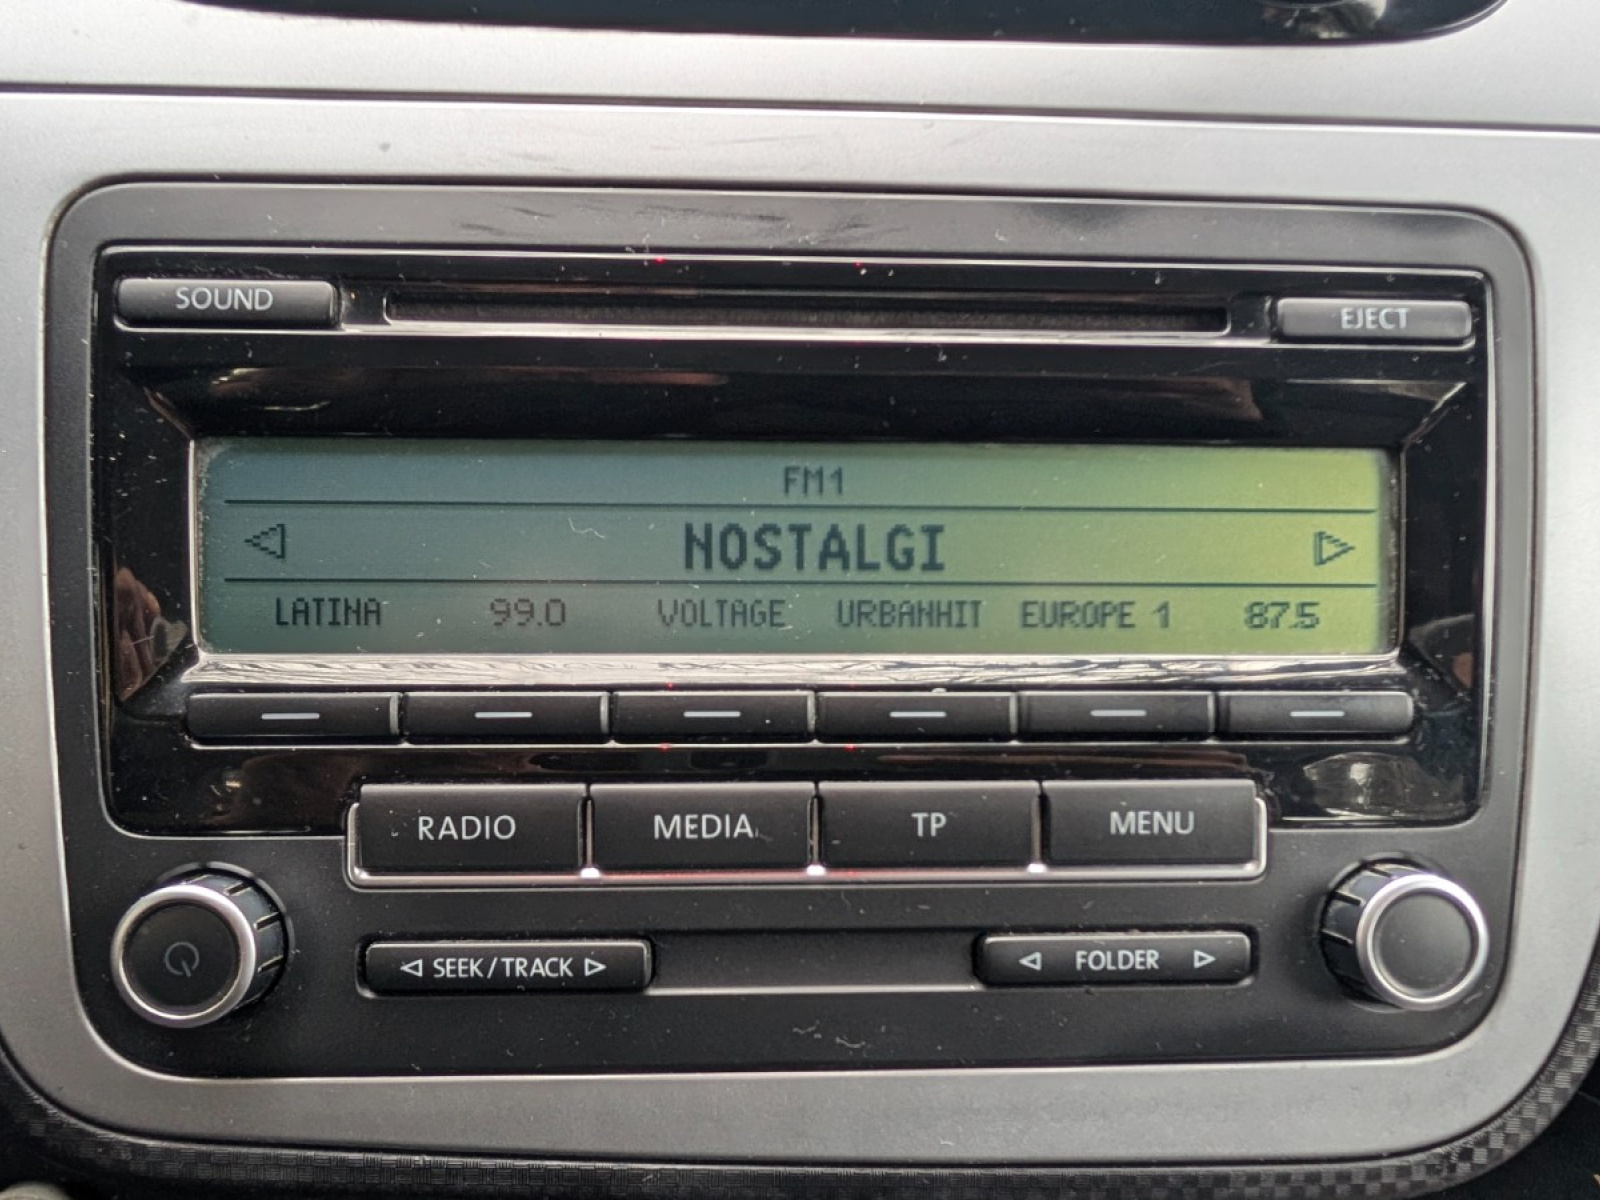 SOUND EJECT
FM1
NOSTALGI
LATINA 99.0 VOLTAGE URBANHIT EUROPE 1 87.5
RADIO MEDIA TP MENU
SEEK/TRACK FOLDER